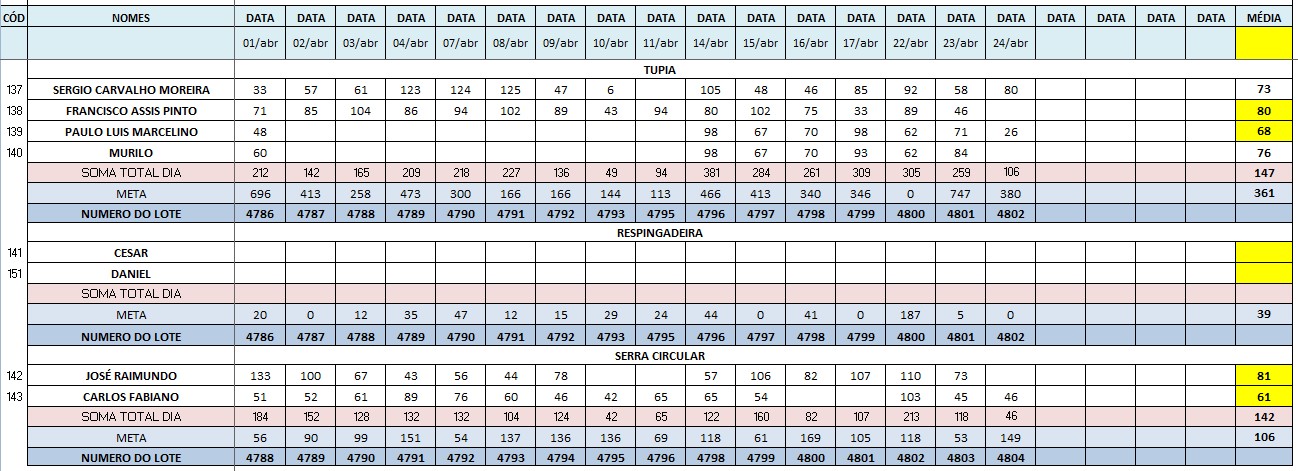 CÓD NOMES DATA DATA DATA DATA DATA DATA DATA DATA DATA DATA DATA DATA DATA DATA DATA DATA DATA DATA DATA DATA MÉDIA
01/abr 02/abr 03/abr 04/abr 07/abr 08/abr 09/abr 10/abr 11/abr 14/abr 15/abr 16/abr 17/abr 22/abr 23/abr 24/abr
TUPIA
137 SERGIO CARVALHO MOREIRA 33 57 61 123 124 125 47 6 105 48 46 85 92 58 80 73
138 FRANCISCO ASSIS PINTO 71 85 104 86 94 102 89 43 94 80 102 75 33 89 46 80
139 PAULO LUIS MARCELINO 48 98 67 70 98 62 71 26 68
140 MURILO 60 98 67 70 93 62 84 76
SOMA TOTAL DIA 212 142 165 209 218 227 136 49 94 381 284 261 309 305 259 106 147
META 696 413 258 473 300 166 166 144 113 466 413 340 346 0 747 380 361
NUMERO DO LOTE 4786 4787 4788 4789 4790 4791 4792 4793 4795 4796 4797 4798 4799 4800 4801 4802
RESPINGADEIRA
141 CESAR
151 DANIEL
SOMA TOTAL DIA
META 20 0 12 35 47 12 15 29 24 44 0 41 0 187 5 0 39
NUMERO DO LOTE 4786 4787 4788 4789 4790 4791 4792 4793 4795 4796 4797 4798 4799 4800 4801 4802
SERRA CIRCULAR
142 JOSÉ RAIMUNDO 133 100 67 43 56 44 78 57 106 82 107 110 73 81
143 CARLOS FABIANO 51 52 61 89 76 60 46 42 65 65 54 103 45 46 61
SOMA TOTAL DIA 184 152 128 132 132 104 124 42 65 122 160 82 107 213 118 46 142
META 56 90 99 151 54 137 136 136 69 118 61 169 105 118 53 149 106
NUMERO DO LOTE 4788 4789 4790 4791 4792 4793 4794 4795 4796 4798 4799 4800 4801 4802 4803 4804